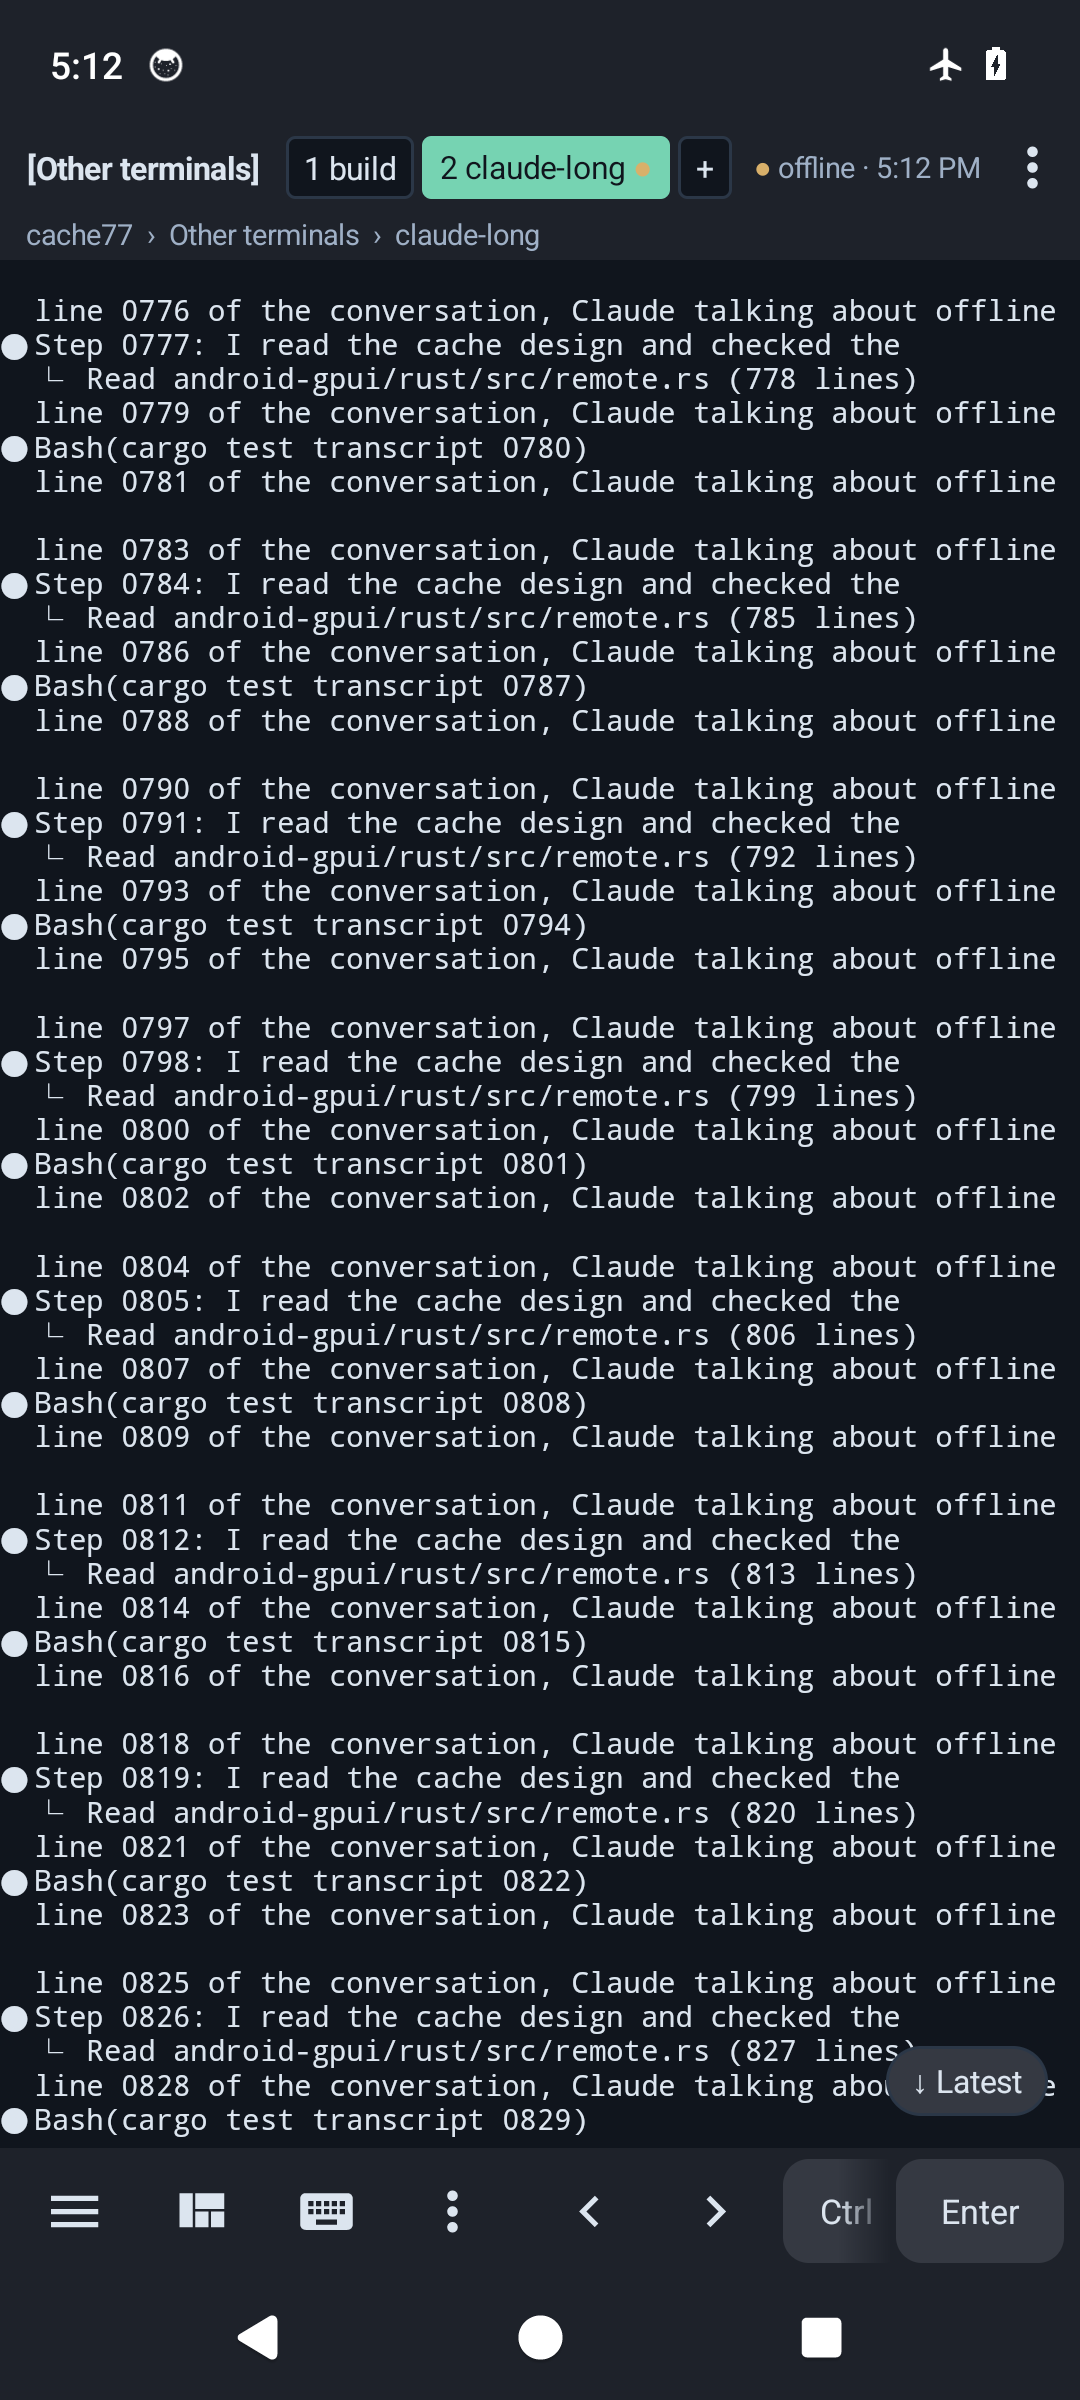 5:12
[Other terminals] 1 build 2 claude-long + offline · 5:12 PM
cache77 › Other terminals › claude-long
line 0776 of the conversation, Claude talking about offline
Step 0777: I read the cache design and checked the
└ Read android-gpui/rust/src/remote.rs (778 lines)
line 0779 of the conversation, Claude talking about offline
Bash(cargo test transcript 0780)
line 0781 of the conversation, Claude talking about offline
line 0783 of the conversation, Claude talking about offline
Step 0784: I read the cache design and checked the
└ Read android-gpui/rust/src/remote.rs (785 lines)
line 0786 of the conversation, Claude talking about offline
Bash(cargo test transcript 0787)
line 0788 of the conversation, Claude talking about offline
line 0790 of the conversation, Claude talking about offline
Step 0791: I read the cache design and checked the
└ Read android-gpui/rust/src/remote.rs (792 lines)
line 0793 of the conversation, Claude talking about offline
Bash(cargo test transcript 0794)
line 0795 of the conversation, Claude talking about offline
line 0797 of the conversation, Claude talking about offline
Step 0798: I read the cache design and checked the
└ Read android-gpui/rust/src/remote.rs (799 lines)
line 0800 of the conversation, Claude talking about offline
Bash(cargo test transcript 0801)
line 0802 of the conversation, Claude talking about offline
line 0804 of the conversation, Claude talking about offline
Step 0805: I read the cache design and checked the
└ Read android-gpui/rust/src/remote.rs (806 lines)
line 0807 of the conversation, Claude talking about offline
Bash(cargo test transcript 0808)
line 0809 of the conversation, Claude talking about offline
line 0811 of the conversation, Claude talking about offline
Step 0812: I read the cache design and checked the
└ Read android-gpui/rust/src/remote.rs (813 lines)
line 0814 of the conversation, Claude talking about offline
Bash(cargo test transcript 0815)
line 0816 of the conversation, Claude talking about offline
line 0818 of the conversation, Claude talking about offline
Step 0819: I read the cache design and checked the
└ Read android-gpui/rust/src/remote.rs (820 lines)
line 0821 of the conversation, Claude talking about offline
Bash(cargo test transcript 0822)
line 0823 of the conversation, Claude talking about offline
line 0825 of the conversation, Claude talking about offline
Step 0826: I read the cache design and checked the
└ Read android-gpui/rust/src/remote.rs (827 lines)
line 0828 of the conversation, Claude talking
↓ Latest
Bash(cargo test transcript 0829)
Ctrl Enter